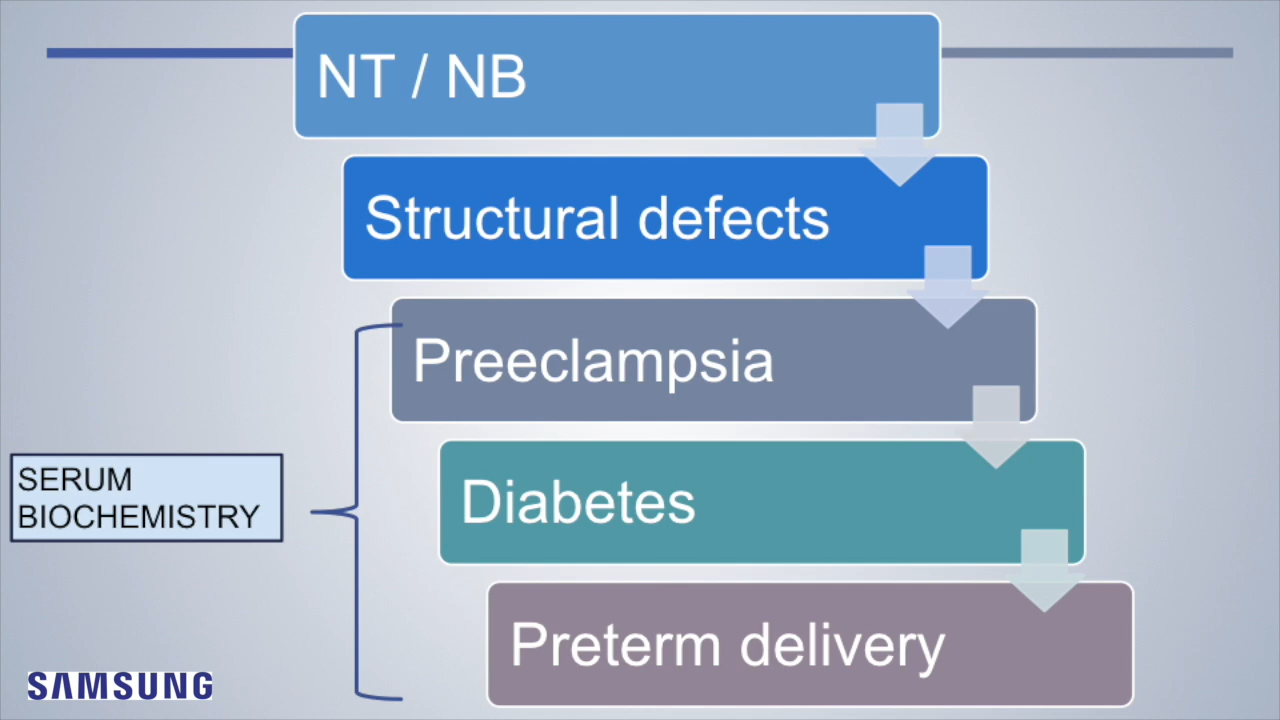 NT / NB
Structural defects
Preeclampsia
SERUM
BIOCHEMISTRY
Diabetes
Preterm delivery
SAMSUNG